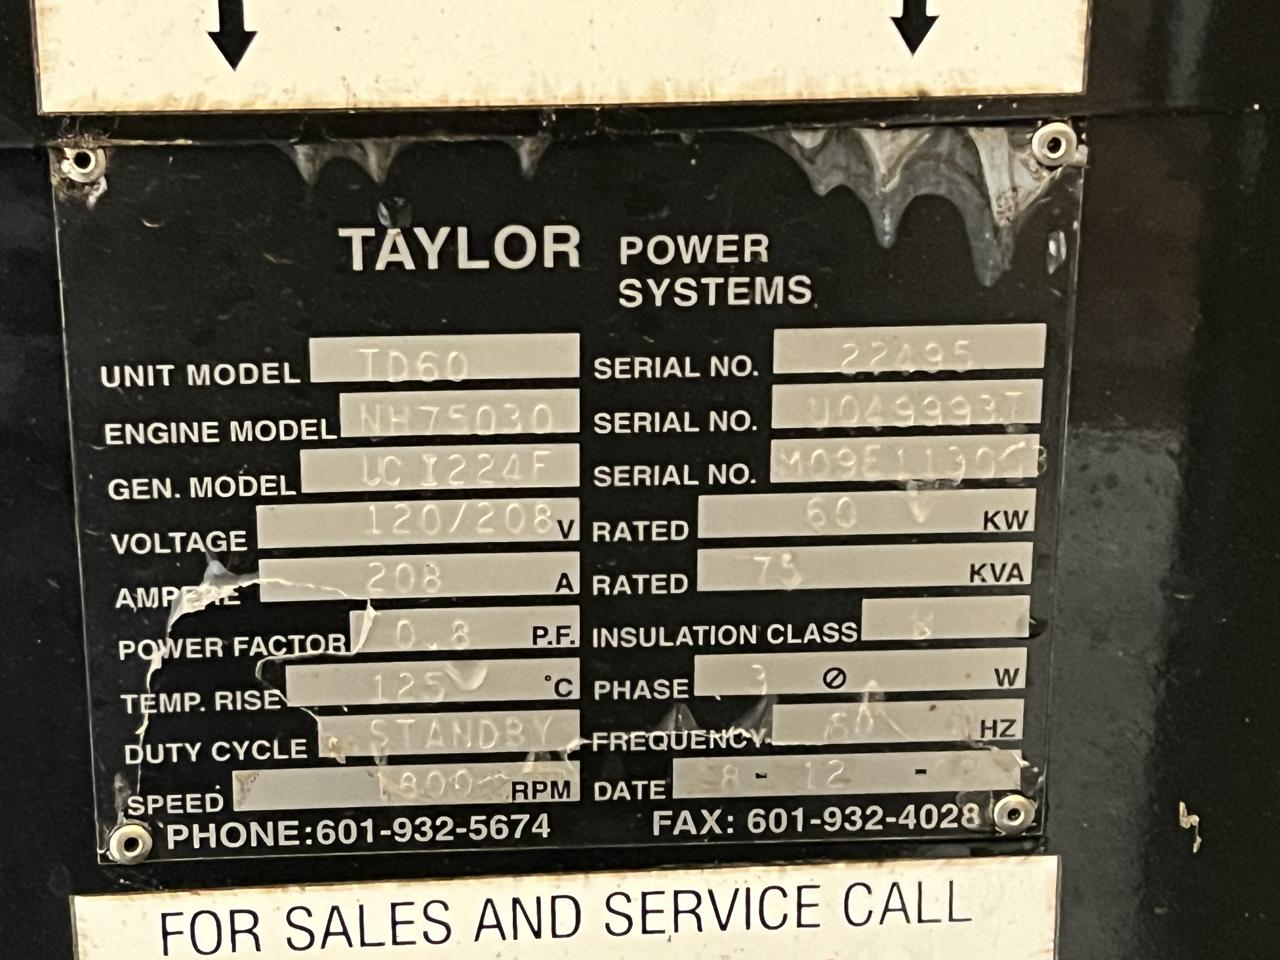 TAYLOR POWER SYSTEMS
UNIT MODEL TD60 SERIAL NO. 22495
ENGINE MODEL NH75030 SERIAL NO. U049993T
GEN. MODEL UCI224F SERIAL NO.
VOLTAGE 120/208 V RATED 60 KW
AMPERE 208 A RATED 75 KVA
POWER FACTOR 0.8 P.F. INSULATION CLASS
TEMP. RISE 125 °C PHASE 3 Ø W
DUTY CYCLE STANDBY FREQUENCY 60 HZ
SPEED 1800 RPM DATE 8 - 12 -
PHONE:601-932-5674 FAX: 601-932-4028
FOR SALES AND SERVICE CALL